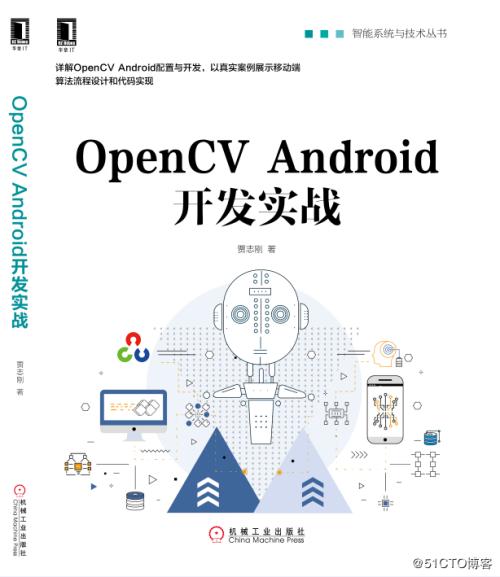 华章IT
华章IT
智能系统与技术丛书
详解OpenCV Android配置与开发，以真实案例展示移动端
算法流程设计和代码实现
OpenCV Android
开发实战
贾志刚 著
OpenCV Android开发实战
贾志刚 著
机械工业出版社
China Machine Press
机械工业出版社
China Machine Press
@51CTO博客